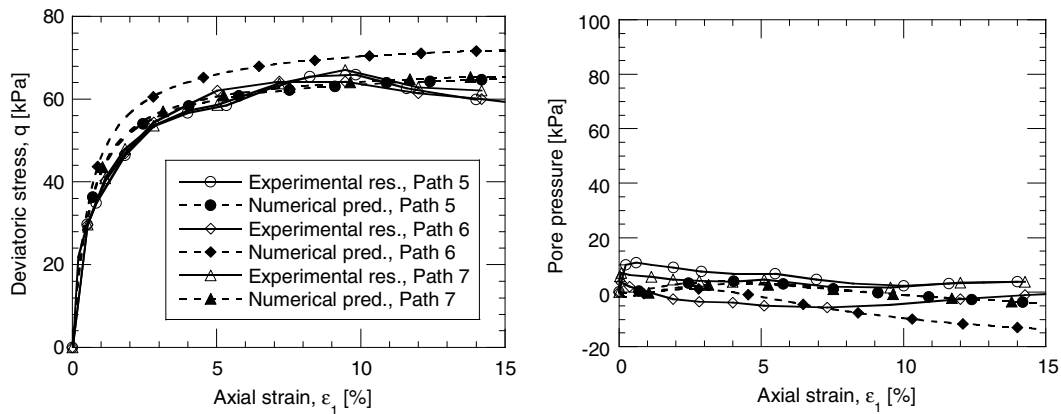 80
60
40
20
0
0
5
10
15
Deviatoric stress, q [kPa]
Axial strain, ε1 [%]
Experimental res., Path 5
Numerical pred., Path 5
Experimental res., Path 6
Numerical pred., Path 6
Experimental res., Path 7
Numerical pred., Path 7
100
80
60
40
20
0
-20
0
5
10
15
Pore pressure [kPa]
Axial strain, ε1 [%]